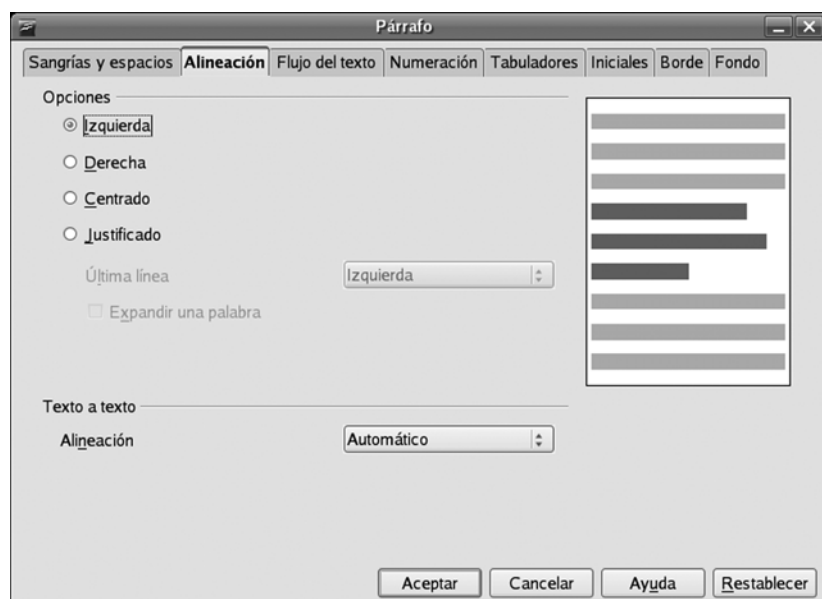 Párrafo
Sangrías y espacios Alineación Flujo del texto Numeración Tabuladores Iniciales Borde Fondo
Opciones
Izquierda
Derecha
Centrado
Justificado
Última línea Izquierda
Expandir una palabra
Texto a texto
Alineación Automático
Aceptar Cancelar Ayuda Restablecer